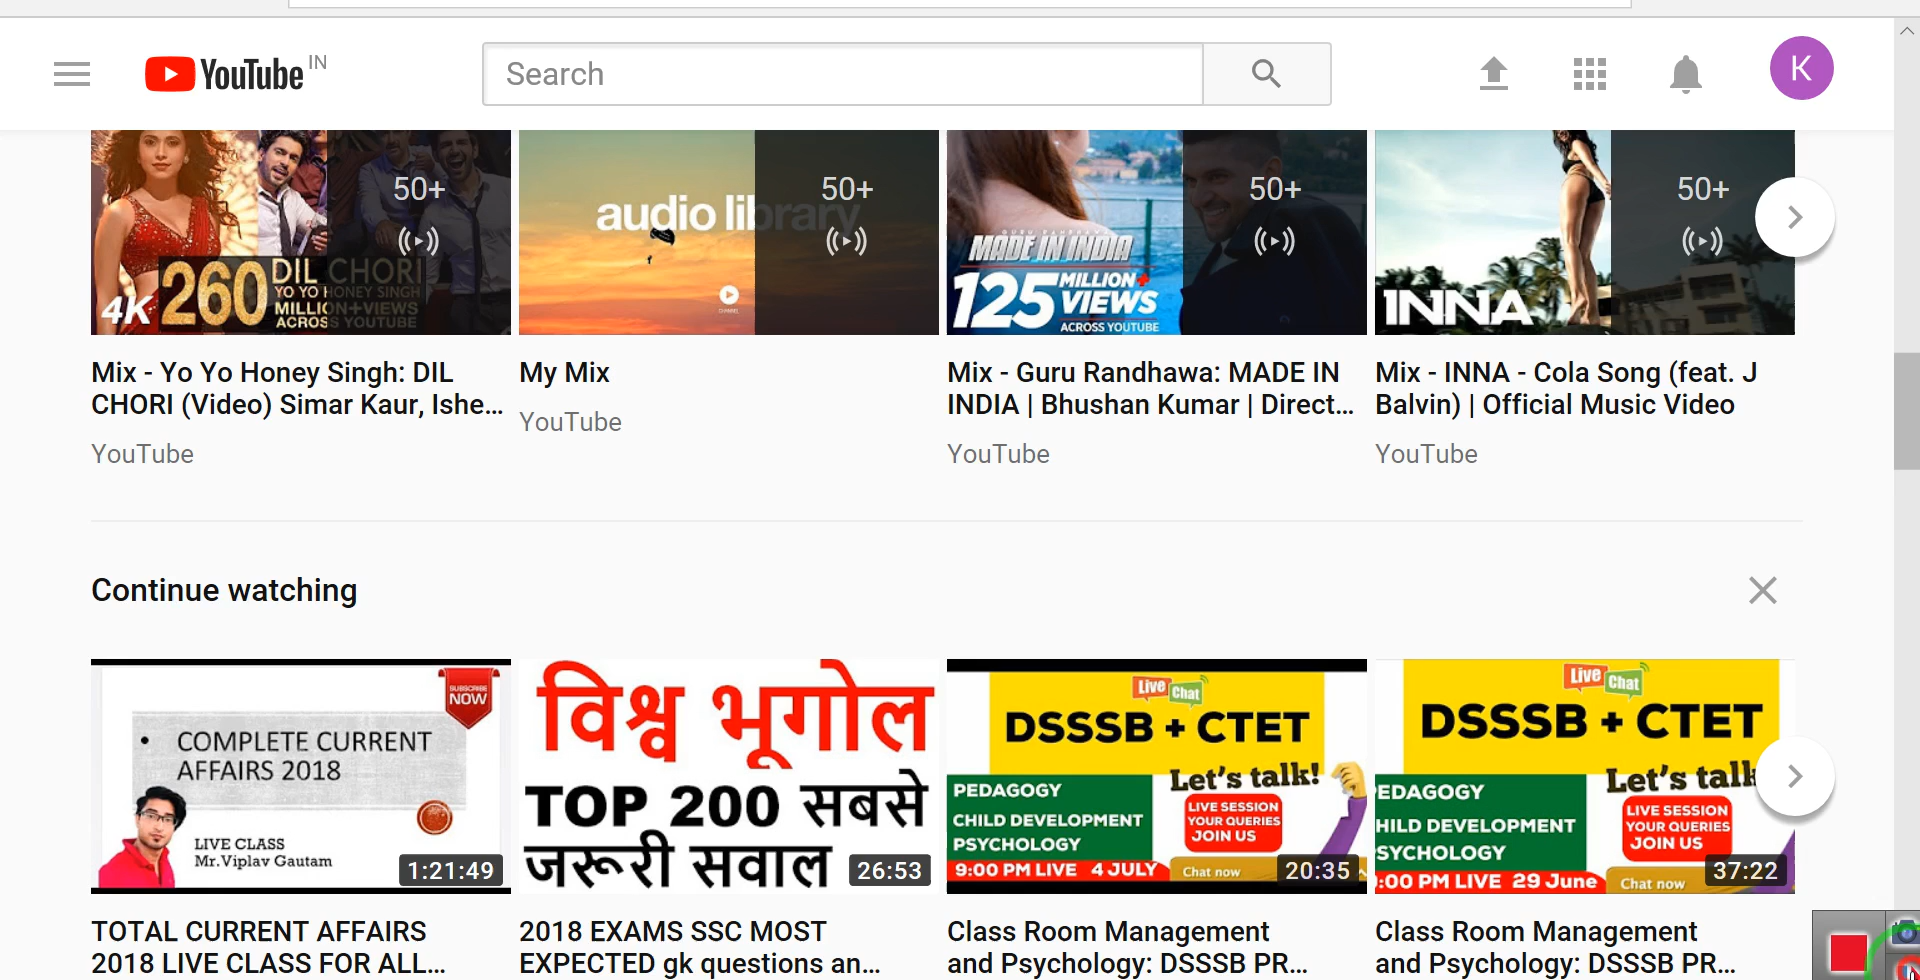 YouTube IN
Search
K
50+
4K 260 DIL CHORI
YO YO HONEY SINGH
MILLION+VIEWS
ACROSS YOUTUBE
audio library
50+
MADE IN INDIA
125 MILLION+
VIEWS
ACROSS YOUTUBE
50+
INNA
50+
Mix - Yo Yo Honey Singh: DIL
CHORI (Video) Simar Kaur, Ishe...
YouTube
My Mix
YouTube
Mix - Guru Randhawa: MADE IN
INDIA | Bhushan Kumar | Direct...
YouTube
Mix - INNA - Cola Song (feat. J
Balvin) | Official Music Video
YouTube
Continue watching
SUBSCRIBE
NOW
• COMPLETE CURRENT
AFFAIRS 2018
LIVE CLASS
Mr.Viplav Gautam
1:21:49
विश्व भूगोल
TOP 200 सबसे
जरूरी सवाल
26:53
Live Chat
DSSSB + CTET
Let's talk!
PEDAGOGY
CHILD DEVELOPMENT
PSYCHOLOGY
LIVE SESSION
YOUR QUERIES
JOIN US
9:00 PM LIVE 4 JULY
Chat now
20:35
Live Chat
DSSSB + CTET
Let's talk
EDAGOGY
HILD DEVELOPMENT
SYCHOLOGY
LIVE SESSION
YOUR QUERIES
JOIN US
:00 PM LIVE 29 June
Chat now
37:22
TOTAL CURRENT AFFAIRS
2018 LIVE CLASS FOR ALL...
2018 EXAMS SSC MOST
EXPECTED gk questions an...
Class Room Management
and Psychology: DSSSB PR...
Class Room Management
and Psychology: DSSSB PR...